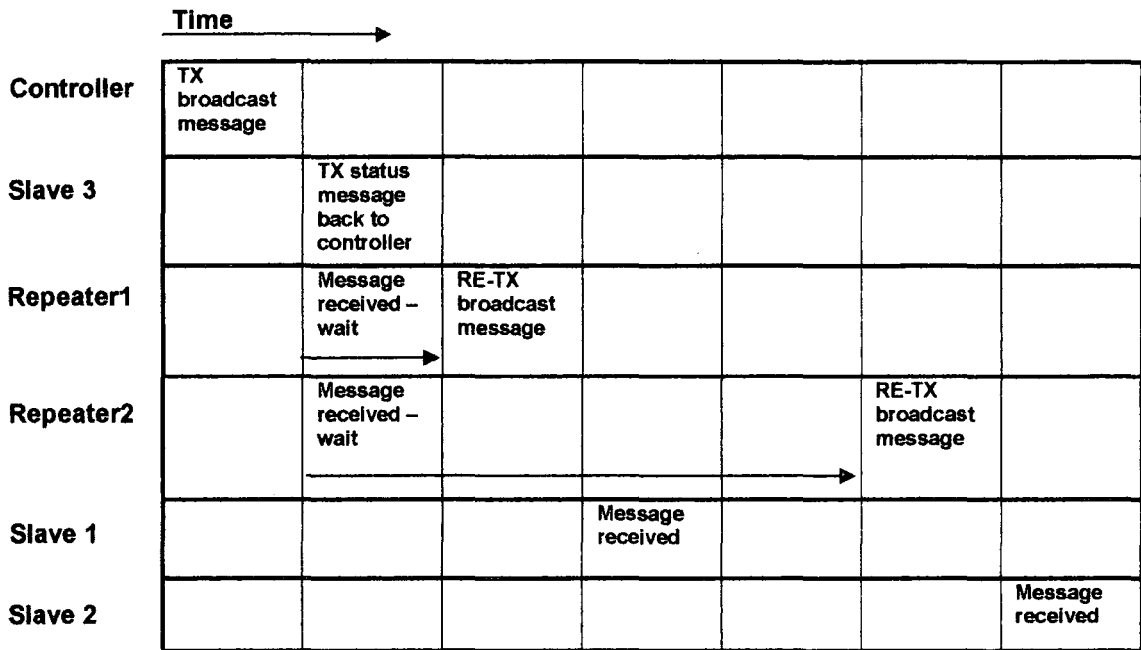 Time
Controller
TX
broadcast
message
Slave 3
TX status
message
back to
controller
Repeater1
Message
received –
wait
RE-TX
broadcast
message
Repeater2
Message
received –
wait
RE-TX
broadcast
message
Slave 1
Message
received
Slave 2
Message
received